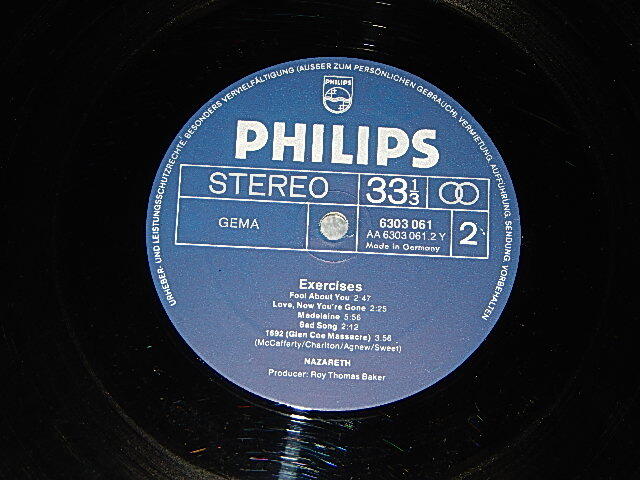 URHEBER- UND LEISTUNGSSCHUTZRECHTE, BESONDERS VERVIELFÄLTIGUNG (AUSSER ZUM PERSÖNLICHEN GEBRAUCH), VERMIETUNG, AUFFÜHRUNG, SENDUNG, VORBEHALTEN
PHILIPS
PHILIPS
STEREO 33 1/3
GEMA 6303 061 2
AA 6303 061.2 Y
Made in Germany
Exercises
Fool About You 2:47
Love, Now You're Gone 2:25
Madelaine 5:56
Sad Song 2:12
1692 (Glen Coe Massacre) 3:56
(McCafferty/Charlton/Agnew/Sweet)
NAZARETH
Producer: Roy Thomas Baker